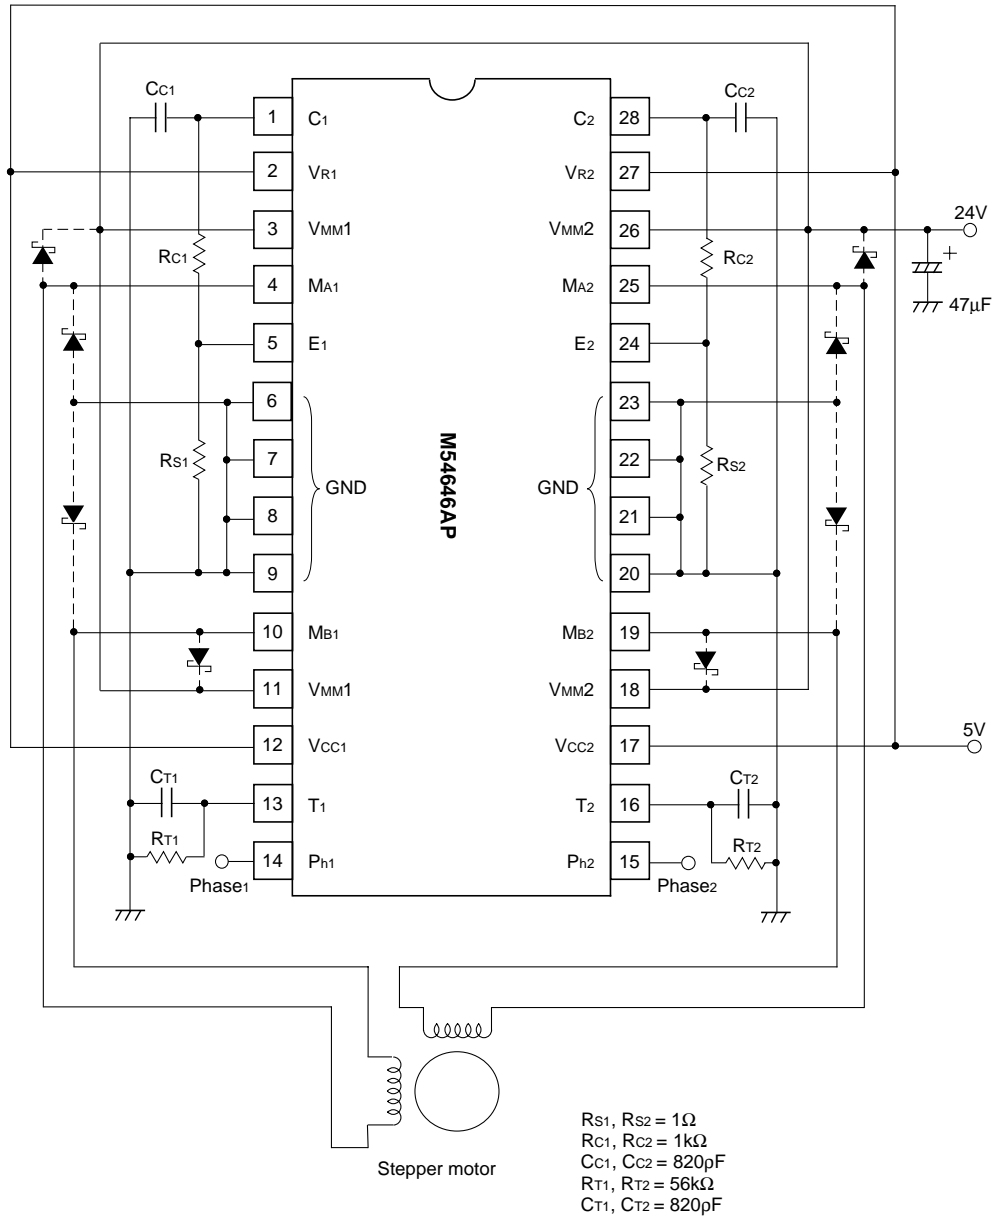 CC1
CC2
1 C1 C2 28
2 VR1 VR2 27
3 VMM1 VMM2 26
24V
RC1
RC2
+
4 MA1 MA2 25
47μF
5 E1 E2 24
6
23
RS1
7
22
RS2
GND
GND
M54646AP
8
21
9
20
10 MB1 MB2 19
11 VMM1 VMM2 18
12 VCC1 VCC2 17
5V
CT1
CT2
13 T1 T2 16
RT1
RT2
14 Ph1 Ph2 15
Phase1
Phase2
Stepper motor
RS1, RS2 = 1Ω
RC1, RC2 = 1kΩ
CC1, CC2 = 820ρF
RT1, RT2 = 56kΩ
CT1, CT2 = 820ρF